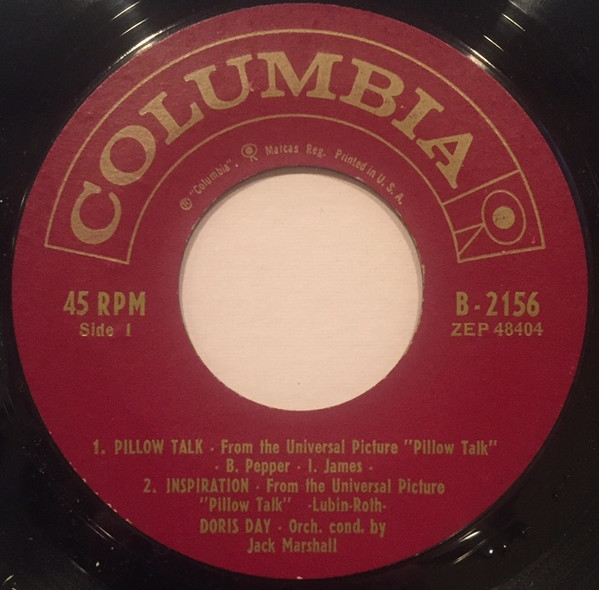 COLUMBIA
® "Columbia", Marcas Reg. Printed in U. S. A.
45 RPM
Side 1
B-2156
ZEP 48404
1. PILLOW TALK - From the Universal Picture "Pillow Talk"
- B. Pepper - I. James -
2. INSPIRATION - From the Universal Picture
"Pillow Talk" -Lubin-Roth-
DORIS DAY - Orch. cond. by
Jack Marshall